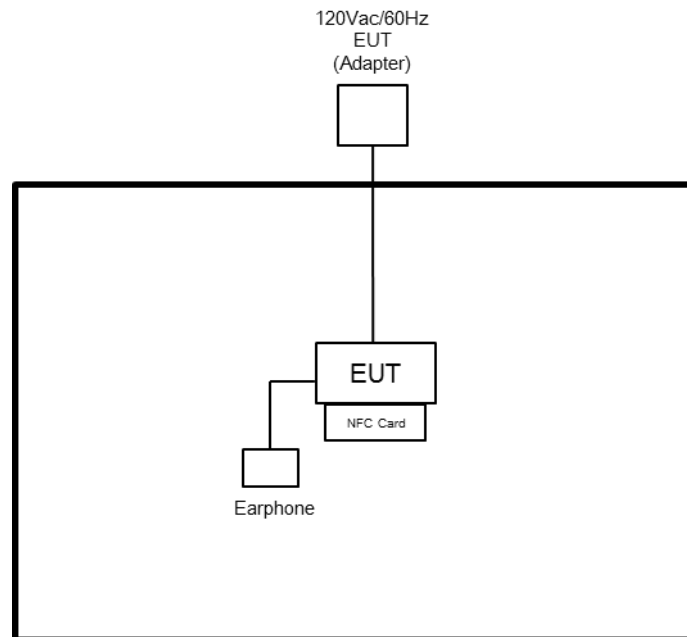 120Vac/60Hz
EUT
(Adapter)
EUT
NFC Card
Earphone